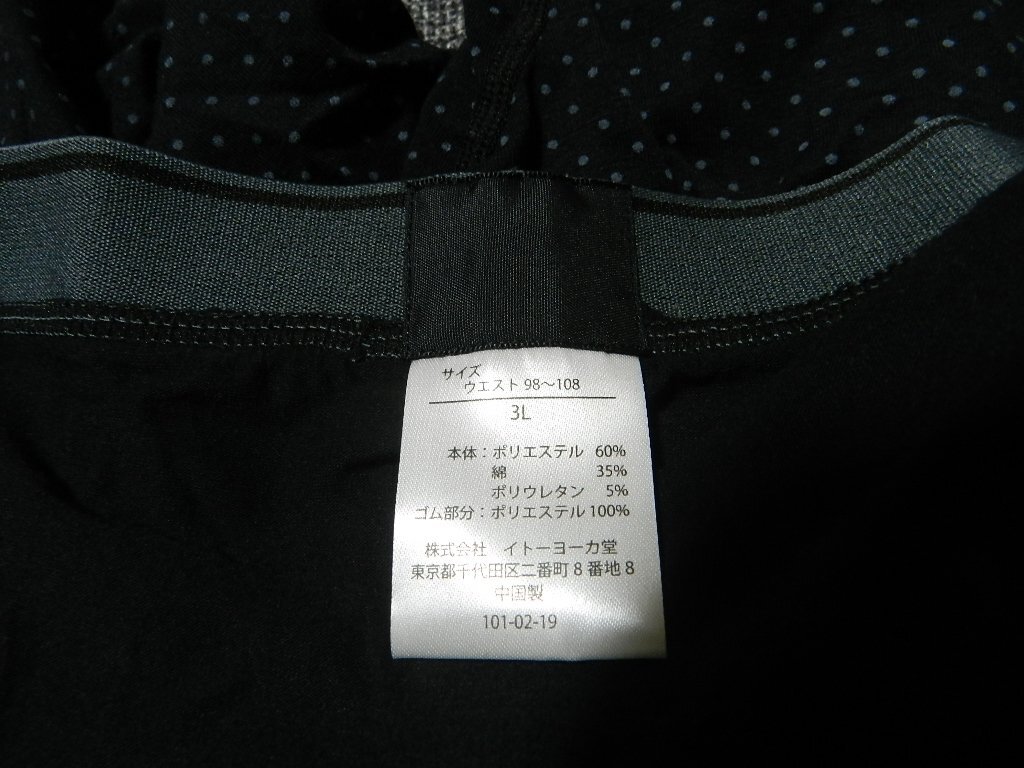 サイズ
ウエスト 98〜108
3L
本体：ポリエステル 60%
綿 35%
ポリウレタン 5%
ゴム部分：ポリエステル 100%
株式会社 イトーヨーカ堂
東京都千代田区二番町8番地8
中国製
101-02-19